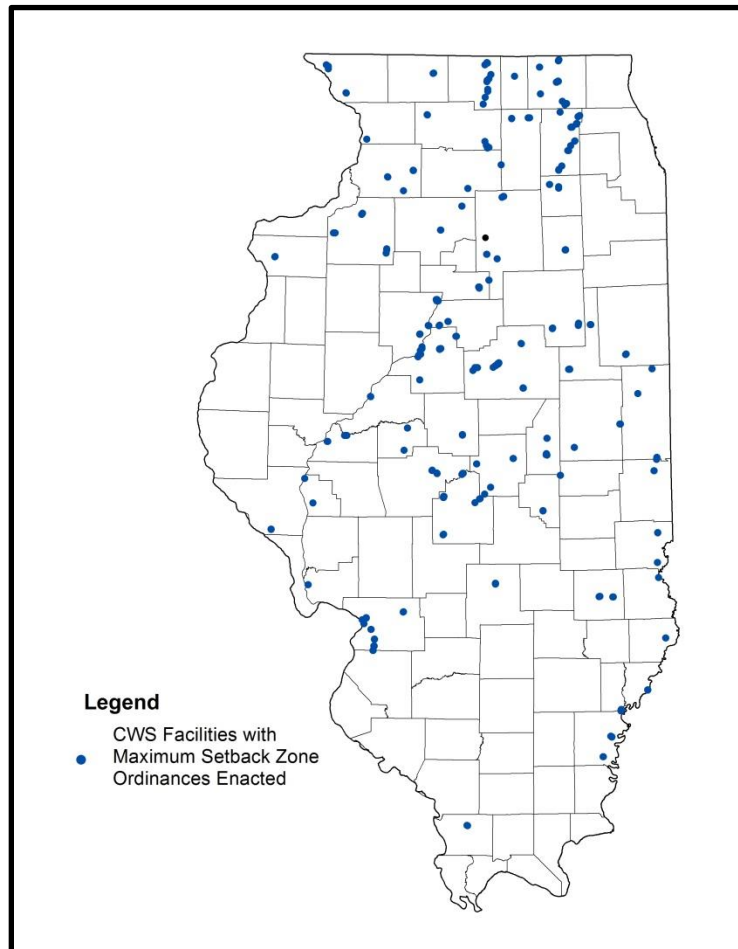 Legend
CWS Facilities with
Maximum Setback Zone
Ordinances Enacted